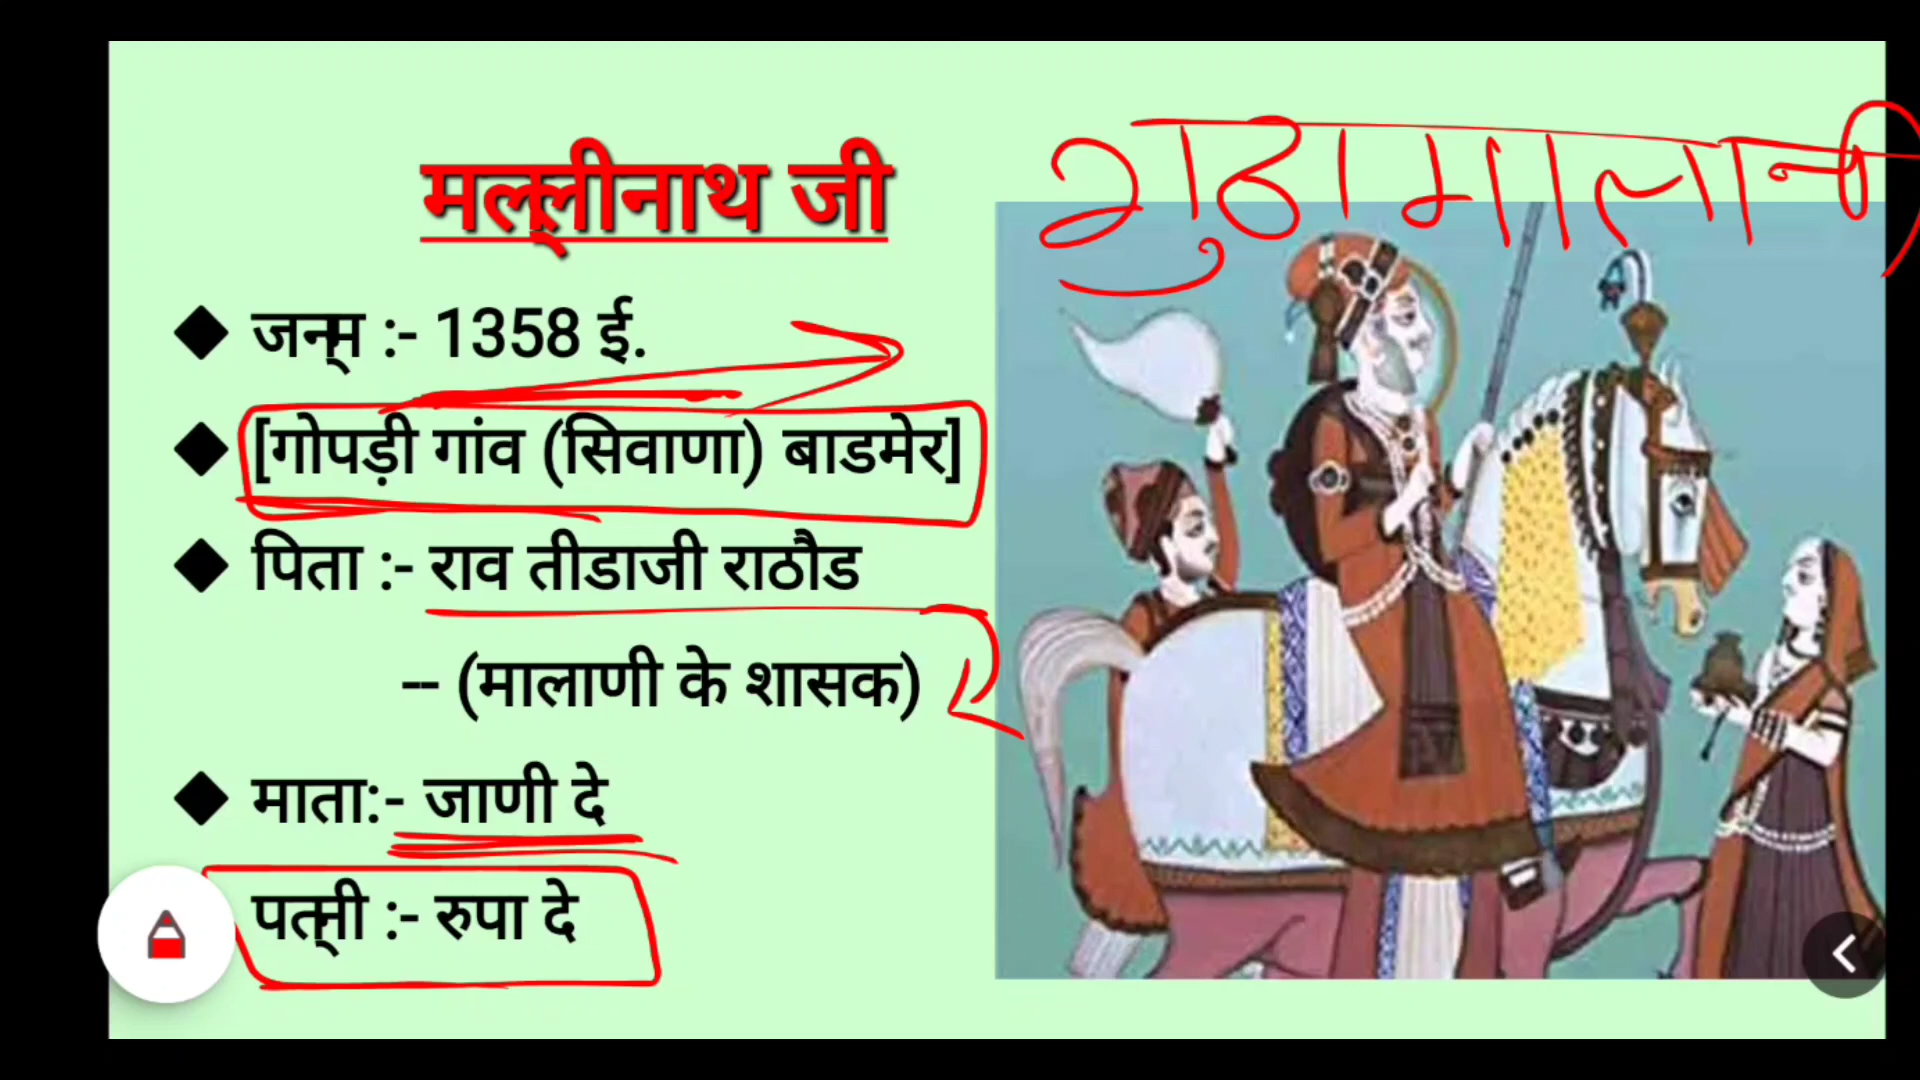 मल्लीनाथ जी
गुढामालानी
◆ जन्म :- 1358 ई.
◆ [गोपड़ी गांव (सिवाणा) बाडमेर]
◆ पिता :- राव तीडाजी राठौड
-- (मालाणी के शासक)
◆ माता:- जाणी दे
पत्नी :- रुपा दे